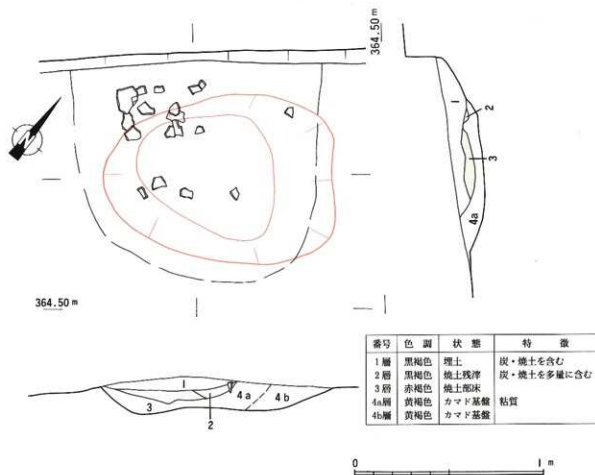 364.50 m
1
2
3
4a
364.50 m
1
4a
4b
3
2
番号 色調 状態 特徴
1層 黒褐色 埋土 炭・焼土を含む
2層 黒褐色 焼土残滓 炭・焼土を多量に含む
3層 赤褐色 焼土部床
4a層 黄褐色 カマド基盤 粘質
4b層 黄褐色 カマド基盤
0 1m